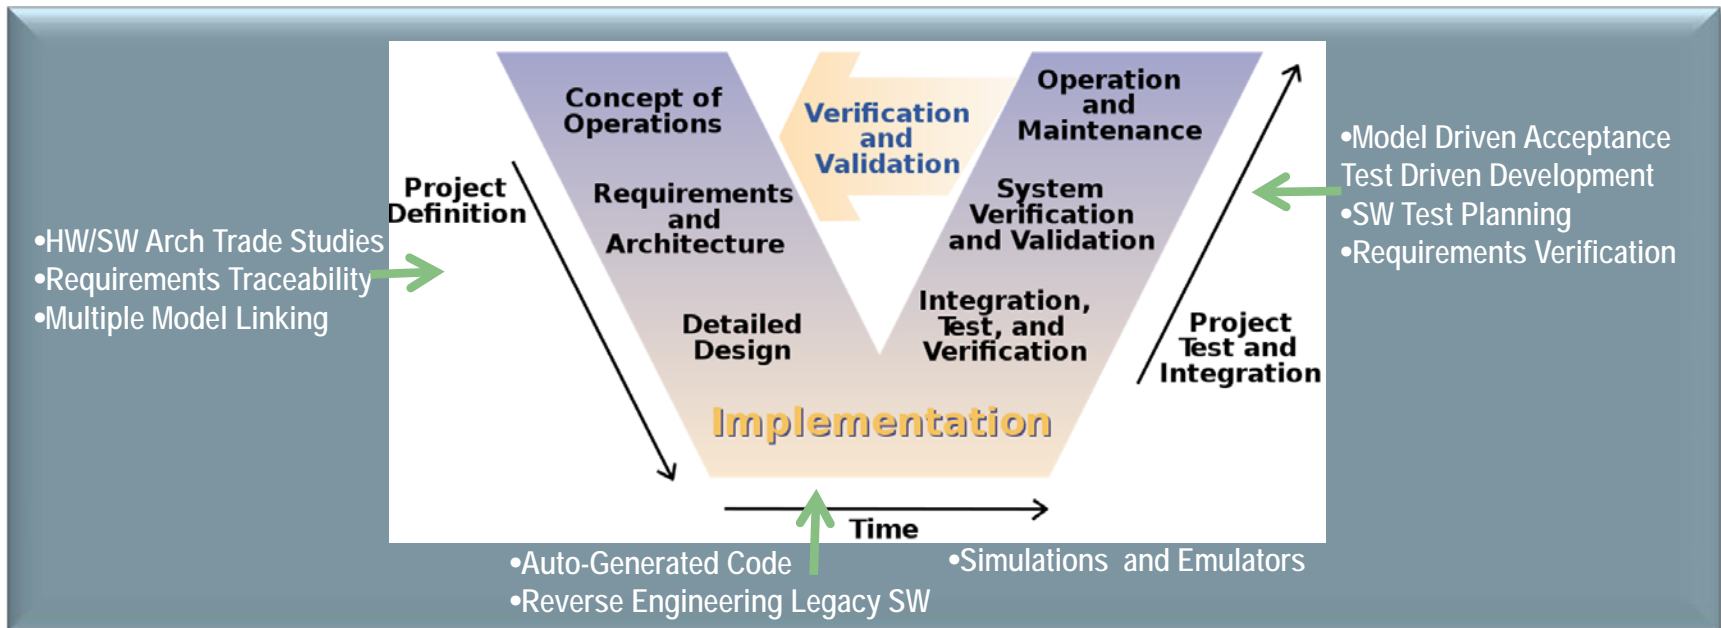 •HW/SW Arch Trade Studies
•Requirements Traceability
•Multiple Model Linking
Project
Definition
Concept of
Operations
Requirements
and
Architecture
Detailed
Design
Verification
and
Validation
Operation
and
Maintenance
System
Verification
and Validation
Integration,
Test, and
Verification
Implementation
Project
Test and
Integration
Time
•Model Driven Acceptance
Test Driven Development
•SW Test Planning
•Requirements Verification
•Auto-Generated Code
•Reverse Engineering Legacy SW
•Simulations and Emulators